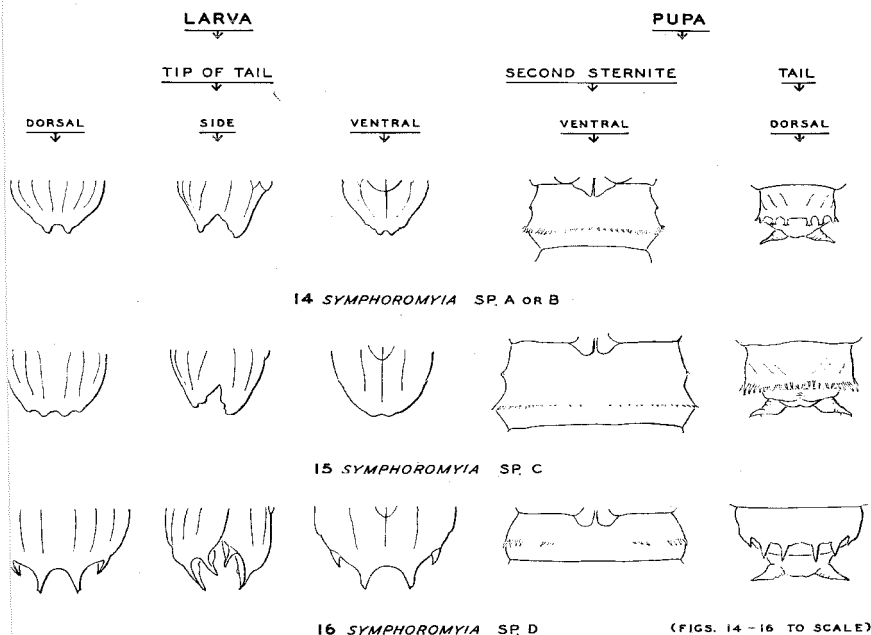 LARVA PUPA
TIP OF TAIL SECOND STERNITE TAIL
DORSAL SIDE VENTRAL VENTRAL DORSAL
14 SYMPHOROMYIA SP. A OR B
15 SYMPHOROMYIA SP. C
16 SYMPHOROMYIA SP. D (FIGS. 14-16 TO SCALE)